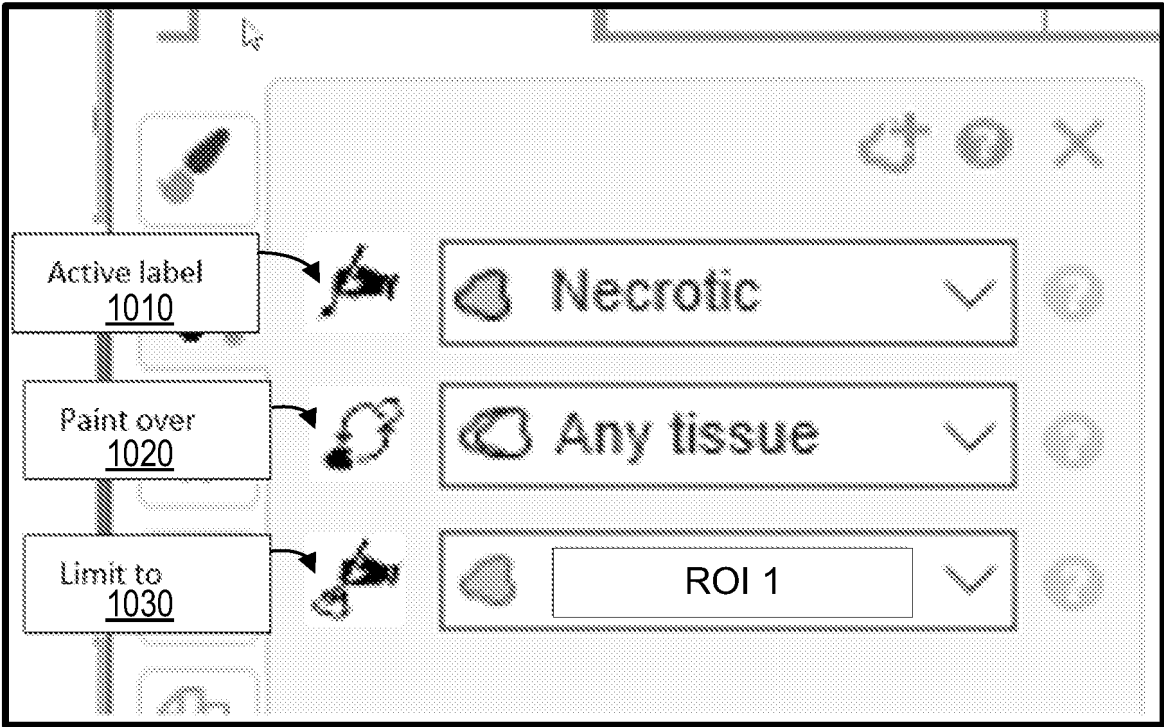 Active label
1010
Necrotic
Paint over
1020
Any tissue
Limit to
1030
ROI 1